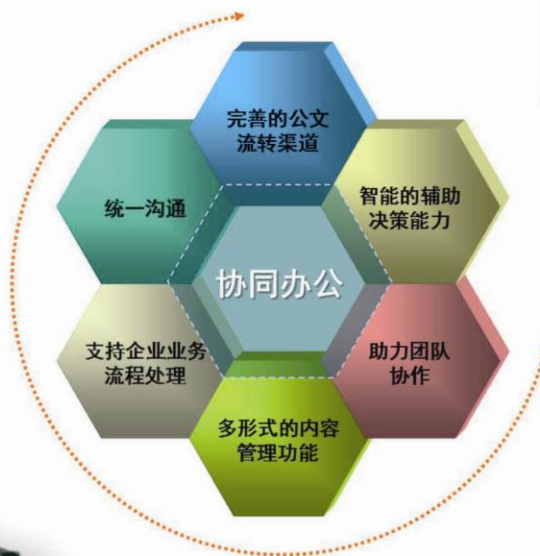 完善的公文
流转渠道
智能的辅助
决策能力
统一沟通
协同办公
支持企业业务
流程处理
助力团队
协作
多形式的内容
管理功能